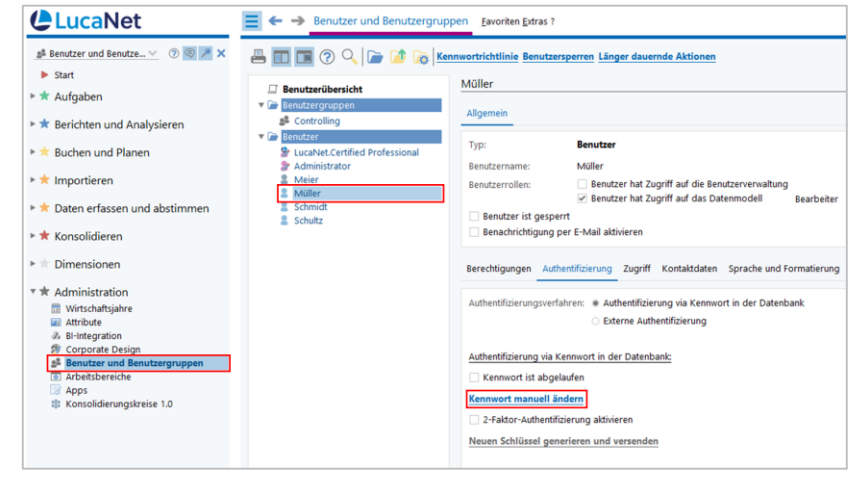 LucaNet
Benutzer und Benutze...
Start
Aufgaben
Berichten und Analysieren
Buchen und Planen
Importieren
Daten erfassen und abstimmen
Konsolidieren
Dimensionen
Administration
Wirtschaftsjahre
Attribute
BI-Integration
Corporate Design
Benutzer und Benutzergruppen
Arbeitsbereiche
Apps
Konsolidierungskreise 1.0
Benutzer und Benutzergruppen Favoriten Extras ?
Kennwortrichtlinie Benutzersperren Länger dauernde Aktionen
Benutzerübersicht
Benutzergruppen
Controlling
Benutzer
LucaNet.Certified Professional
Administrator
Meier
Müller
Schmidt
Schultz
Müller
Allgemein
Typ: Benutzer
Benutzername: Müller
Benutzerrollen: Benutzer hat Zugriff auf die Benutzerverwaltung
Benutzer hat Zugriff auf das Datenmodell Bearbeiter
Benutzer ist gesperrt
Benachrichtigung per E-Mail aktivieren
Berechtigungen Authentifizierung Zugriff Kontaktdaten Sprache und Formatierung
Authentifizierungsverfahren: Authentifizierung via Kennwort in der Datenbank
Externe Authentifizierung
Authentifizierung via Kennwort in der Datenbank:
Kennwort ist abgelaufen
Kennwort manuell ändern
2-Faktor-Authentifizierung aktivieren
Neuen Schlüssel generieren und versenden